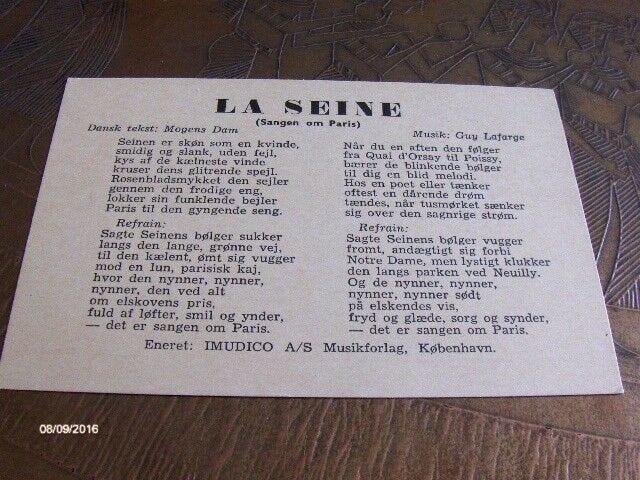 LA SEINE
(Sangen om Paris)
Dansk tekst: Mogens Dam
Musik: Guy Lafarge
Seinen er skøn som en kvinde,
smidig og slank, uden fejl,
kys af de kælneste vinde
kruser dens glitrende spejl.
Rosenbladsmykket den sejler
gennem den frodige eng,
lokker sin funklende bejler
Paris til den gyngende seng.
Refrain:
Sagte Seinens bølger sukker
langs den lange, grønne vej,
til den kælent, ømt sig vugger
mod en lun, parisisk kaj,
hvor den nynner, nynner,
nynner, den ved alt
om elskovens pris,
fuld af løfter, smil og ynder,
— det er sangen om Paris.
Når du en aften den følger
fra Quai d'Orsay til Poissy,
bærer de blinkende bølger
til dig en blid melodi.
Hos en poet eller tænker
oftest en dårende drøm
tændes, når tusmørket sænker
sig over den sagnrige strøm.
Refrain:
Sagte Seinens bølger vugger
fromt, andægtigt sig forbi
Notre Dame, men lystigt klukker
den langs parken ved Neuilly.
Og de nynner, nynner,
nynner, nynner sødt
på elskendes vis,
fryd og glæde, sorg og synder,
— det er sangen om Paris.
Eneret: IMUDICO A/S Musikforlag, København.
08/09/2016